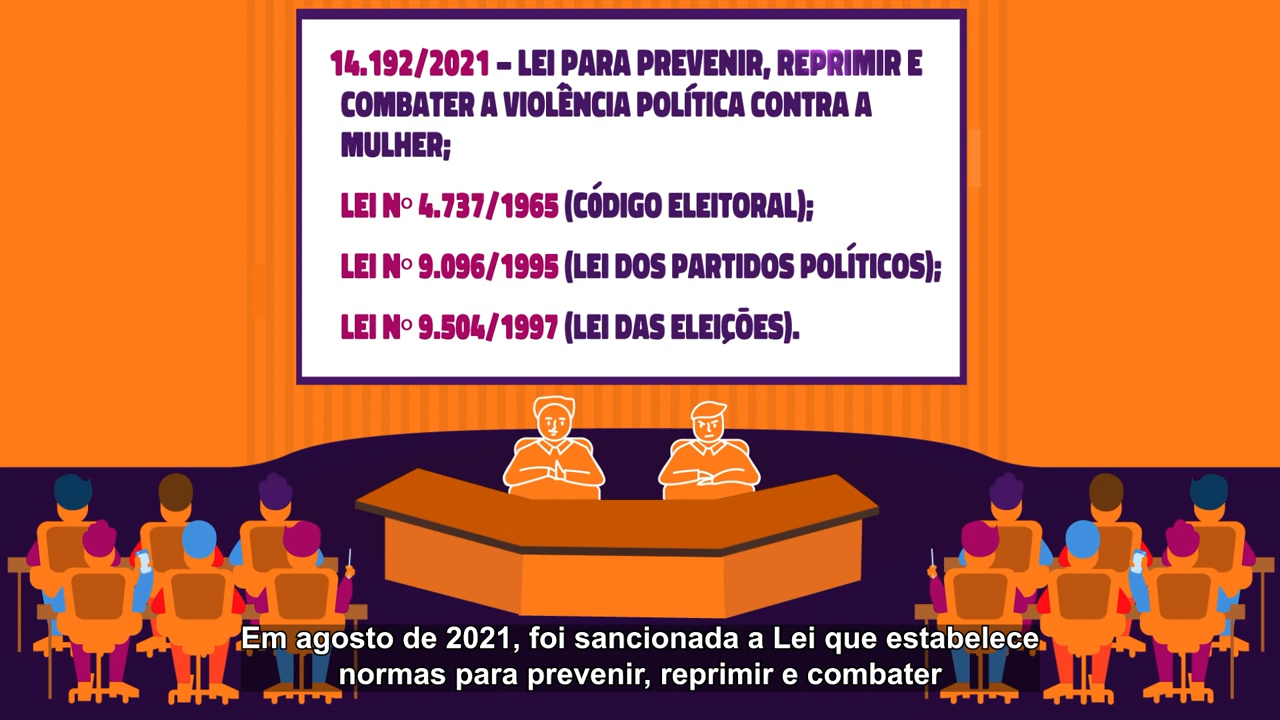 14.192/2021 – LEI PARA PREVENIR, REPRIMIR E
COMBATER A VIOLÊNCIA POLÍTICA CONTRA A
MULHER;
LEI Nº 4.737/1965 (CÓDIGO ELEITORAL);
LEI Nº 9.096/1995 (LEI DOS PARTIDOS POLÍTICOS);
LEI Nº 9.504/1997 (LEI DAS ELEIÇÕES).
Em agosto de 2021, foi sancionada a Lei que estabelece
normas para prevenir, reprimir e combater